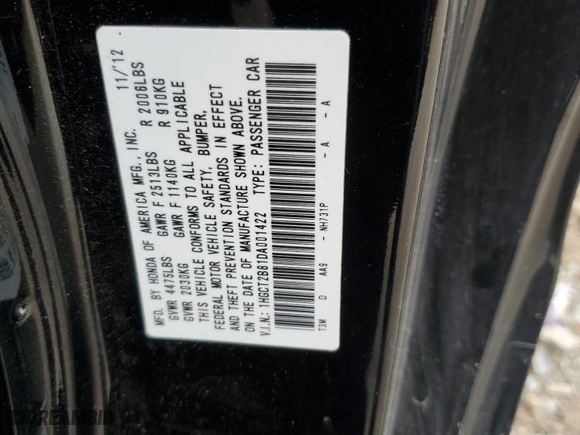 MFD. BY HONDA OF AMERICA MFG., INC. 11/'12
GVWR 4475LBS GAWR F 2513LBS R 2006LBS
GVWR 2030KG GAWR F 1140KG R 910KG
THIS VEHICLE CONFORMS TO ALL APPLICABLE
FEDERAL MOTOR VEHICLE SAFETY, BUMPER,
AND THEFT PREVENTION STANDARDS IN EFFECT
ON THE DATE OF MANUFACTURE SHOWN ABOVE.
V.I.N.: 1HGCT2B81DA001422 TYPE: PASSENGER CAR
T3M D AA9 - NH731P - A - A